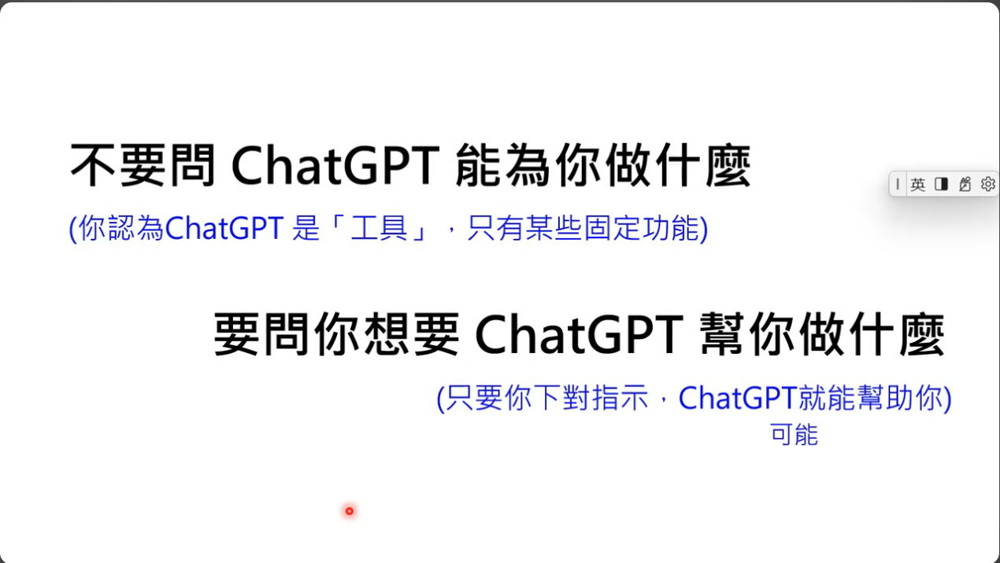 不要問 ChatGPT 能為你做什麼
(你認為ChatGPT 是「工具」，只有某些固定功能)
英
要問你想要 ChatGPT 幫你做什麼
(只要你下對指示，ChatGPT就能幫助你)
可能